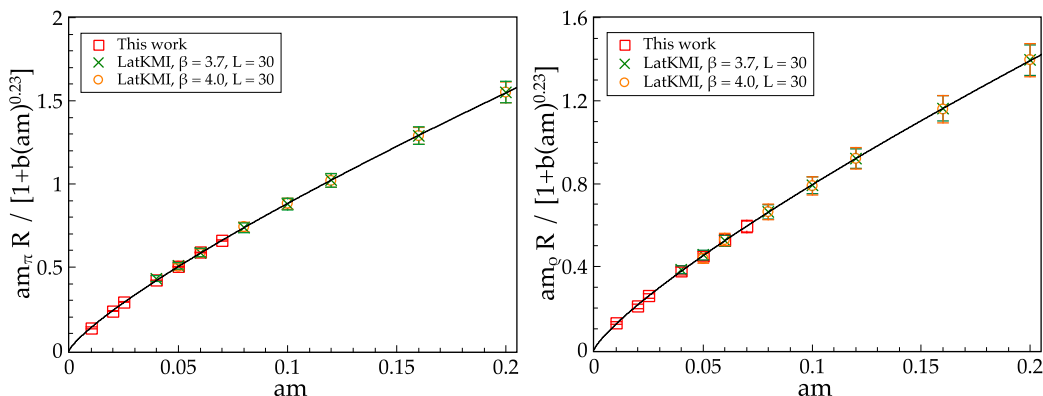 2
1.5
1
0.5
0
0
0.05
0.1
0.15
0.2
am
am_π R / [1+b(am)^0.23]
This work
LatKMI, β = 3.7, L = 30
LatKMI, β = 4.0, L = 30
1.6
1.2
0.8
0.4
0
0
0.05
0.1
0.15
0.2
am
am_ϱ R / [1+b(am)^0.23]
This work
LatKMI, β = 3.7, L = 30
LatKMI, β = 4.0, L = 30